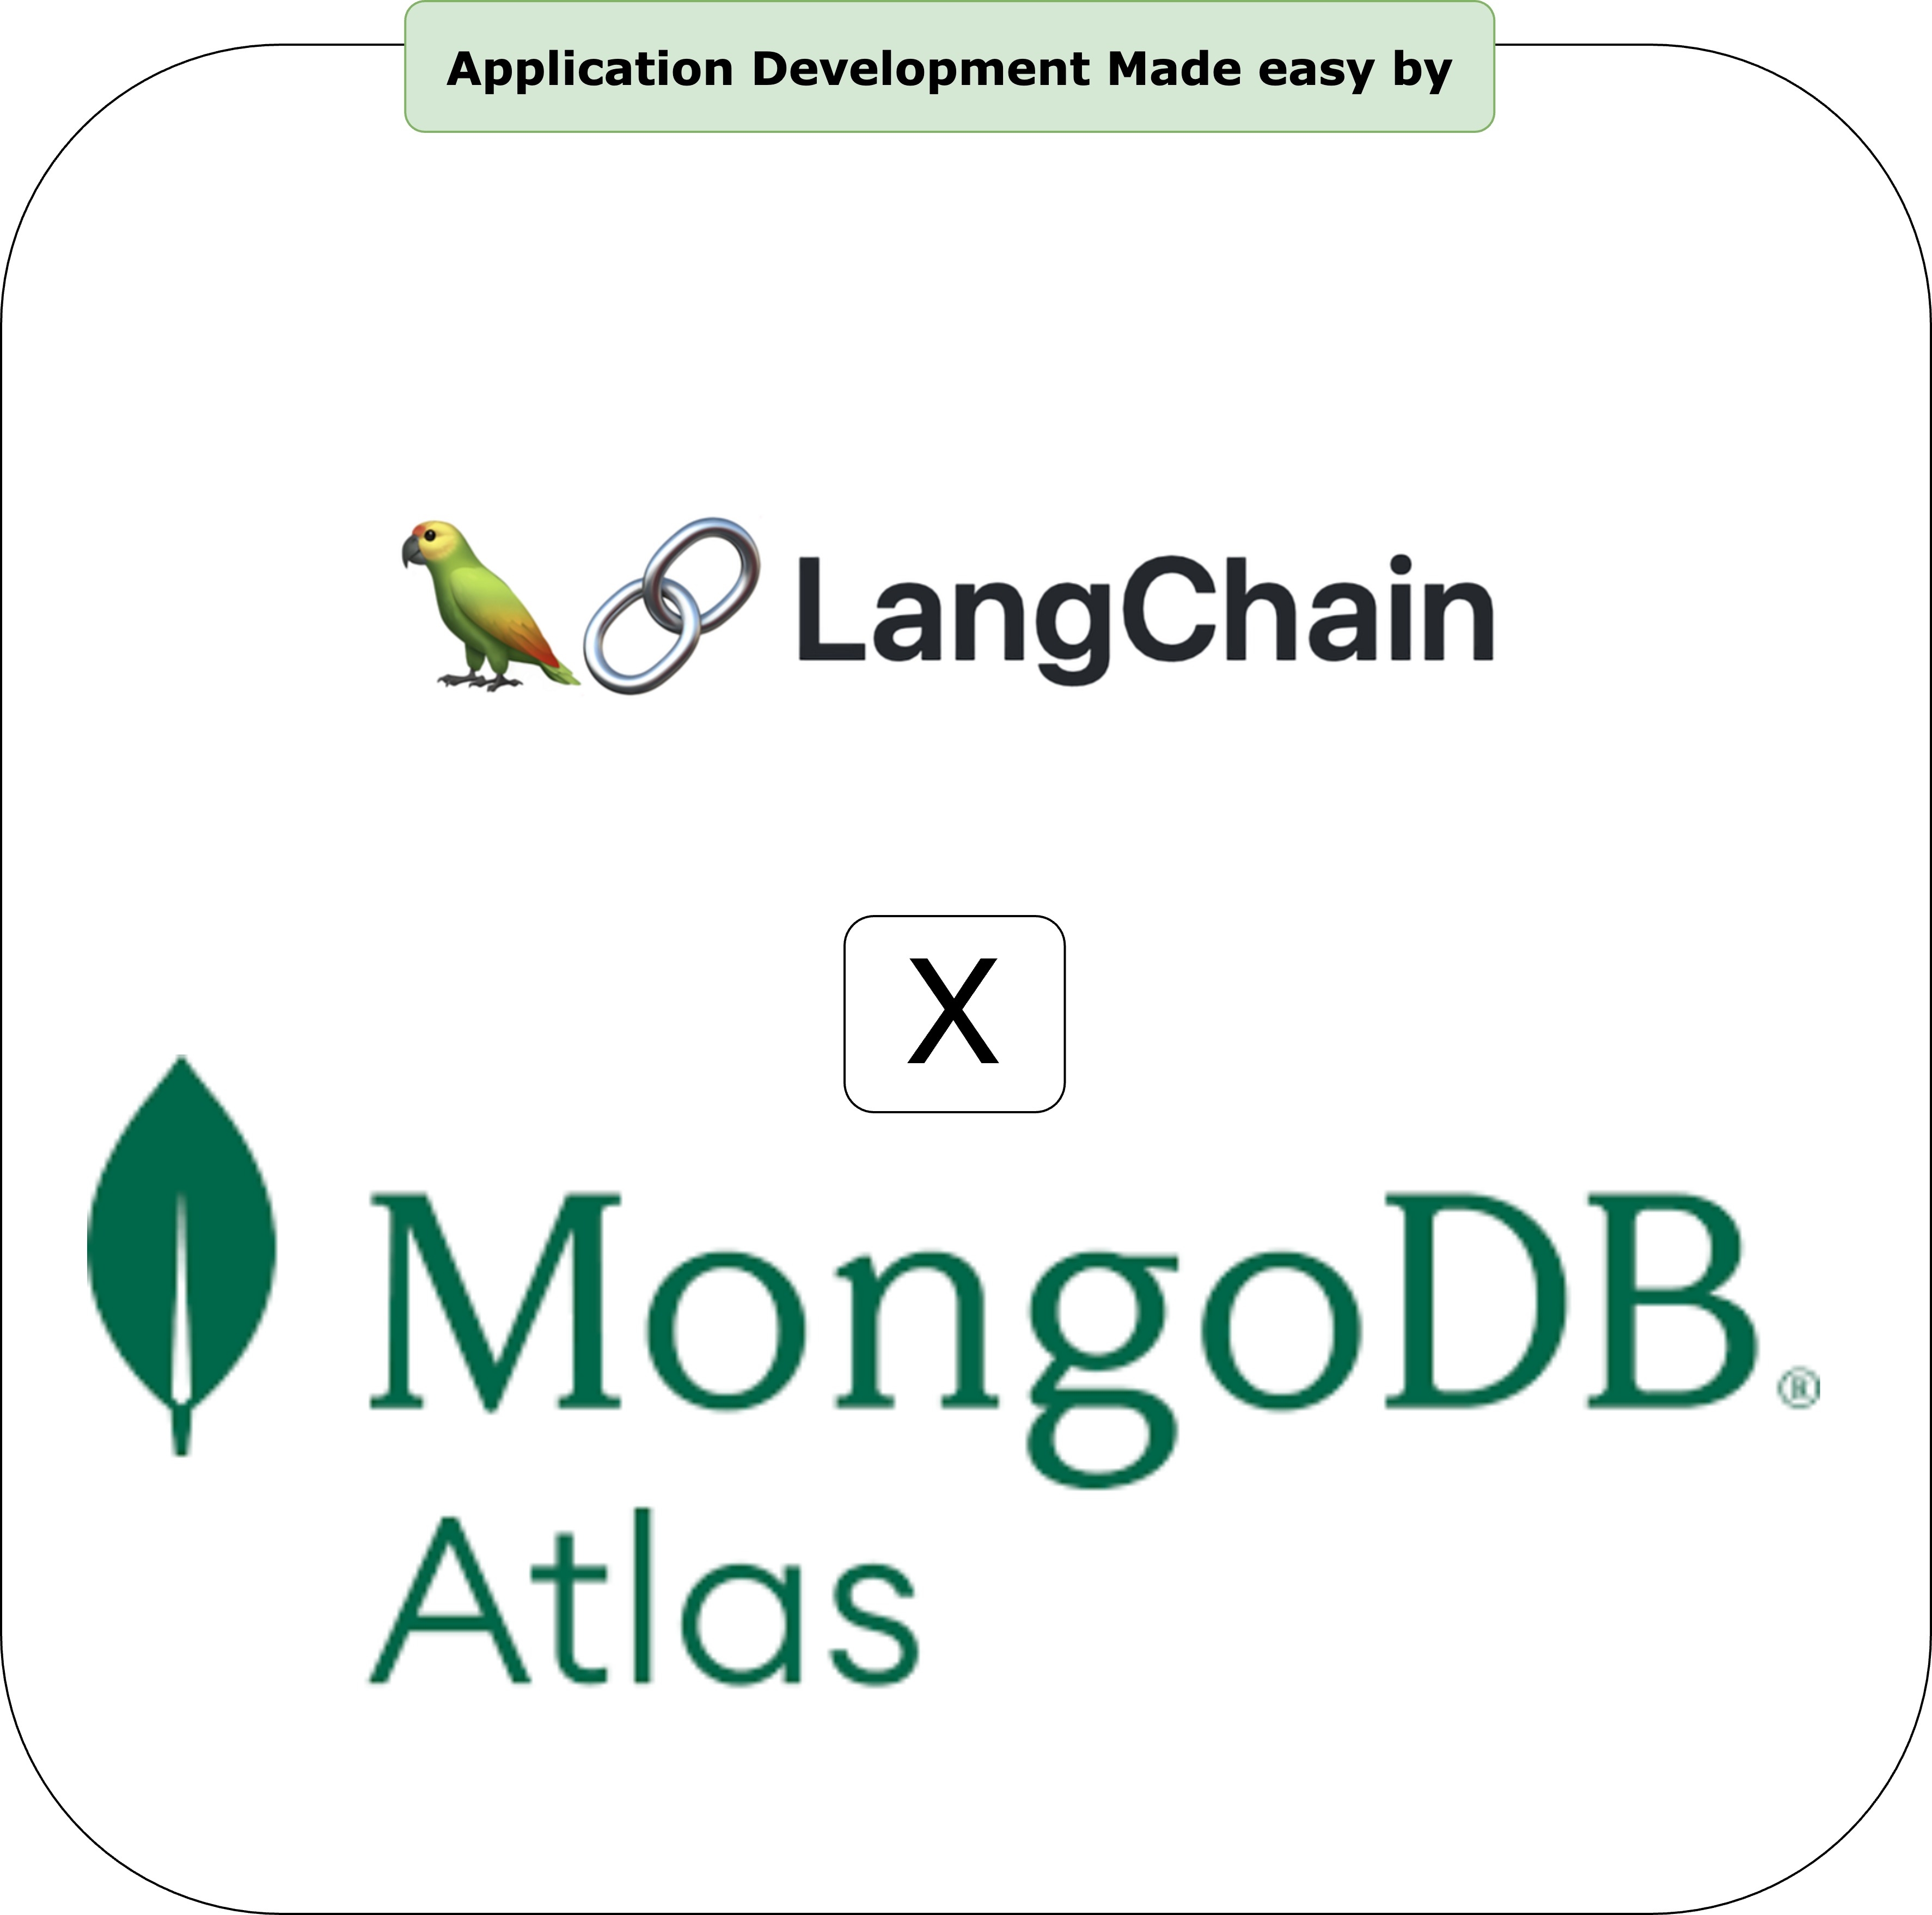 Application Development Made easy by
LangChain
X
MongoDB®
Atlas